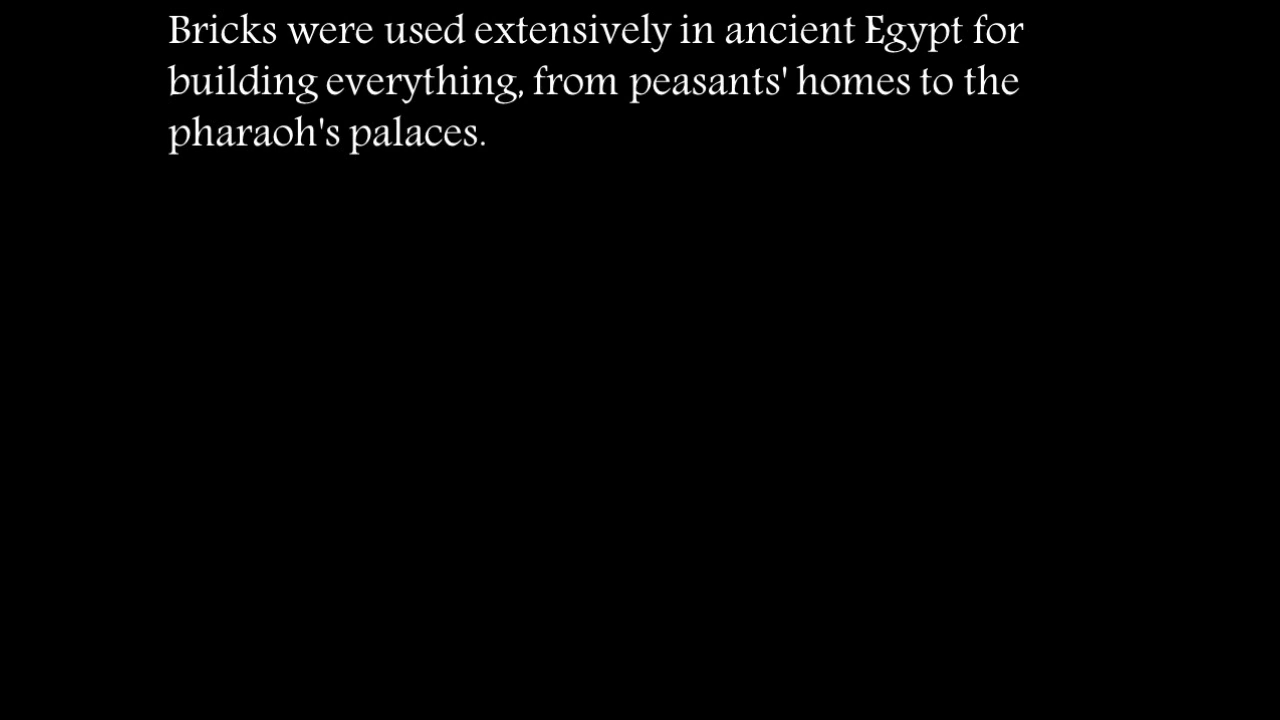 Bricks were used extensively in ancient Egypt for
building everything, from peasants' homes to the
pharaoh's palaces.